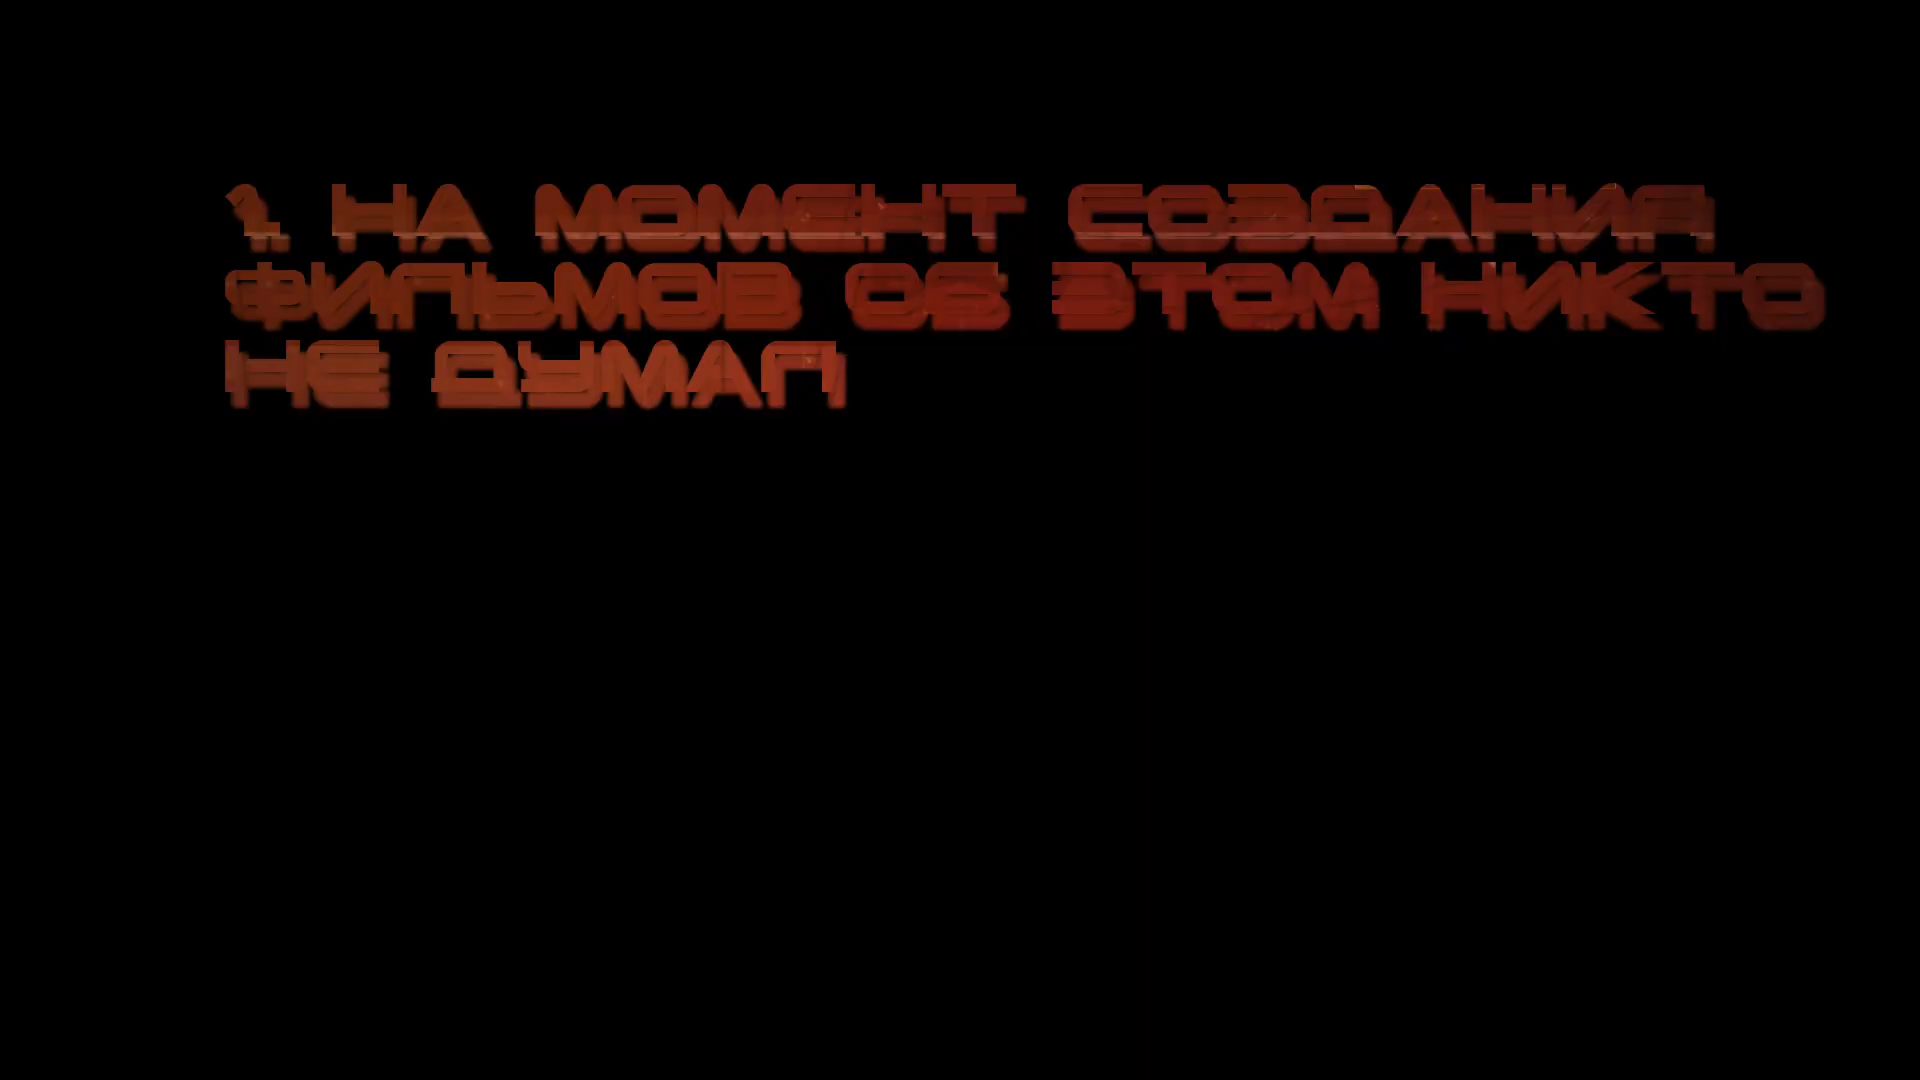 1. НА МОМЕНТ СОЗДАНИЯ
ФИЛЬМОВ ОБ ЭТОМ НИКТО
НЕ ДУМАЛ